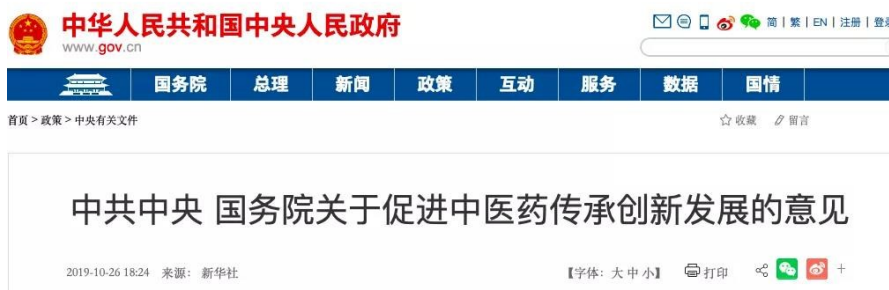 中华人民共和国中央人民政府
www.gov.cn
简 | 繁 | EN | 注册 | 登录
国务院 总理 新闻 政策 互动 服务 数据 国情
首页 > 政策 > 中央有关文件 收藏 留言
中共中央 国务院关于促进中医药传承创新发展的意见
2019-10-26 18:24 来源： 新华社 【字体：大 中 小】 打印